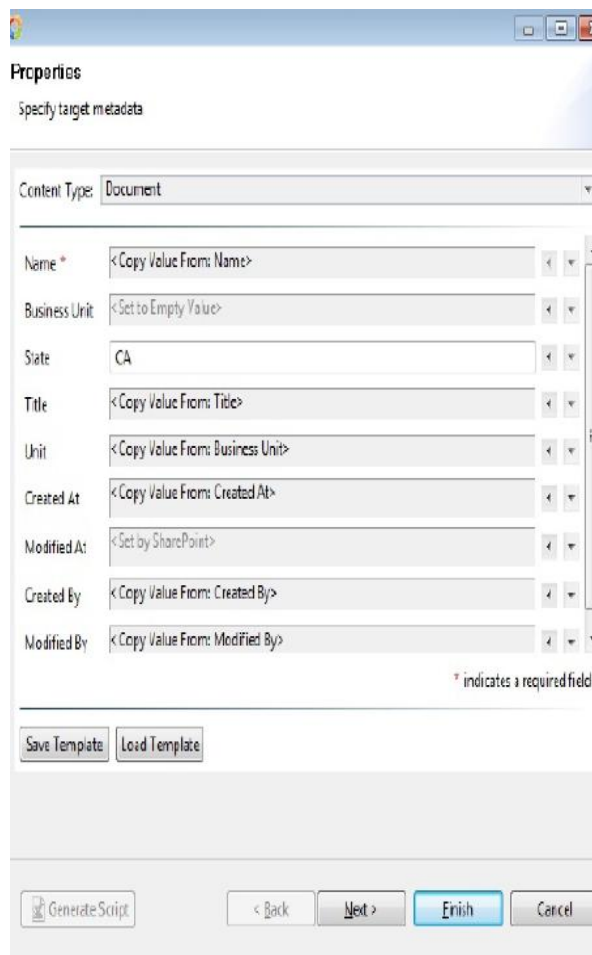 Properties
Specify target metadata
Content Type: Document
Name * <Copy Value From: Name>
Business Unit <Set to Empty Value>
State CA
Title <Copy Value From: Title>
Unit <Copy Value From: Business Unit>
Created At <Copy Value From: Created At>
Modified At <Set by SharePoint>
Created By <Copy Value From: Created By>
Modified By <Copy Value From: Modified By>
* indicates a required field
Save Template Load Template
Generate Script < Back Next > Finish Cancel